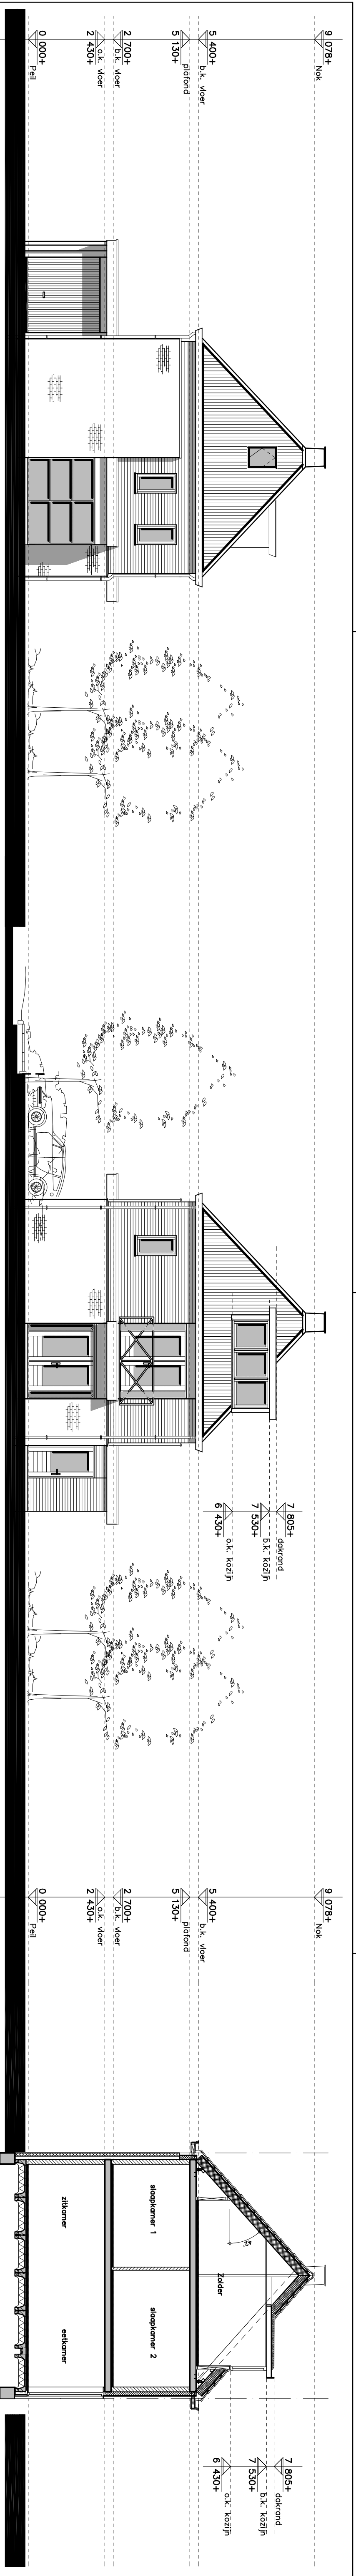 9 078+
Nok
5 400+
b.k. vloer
5 130+
plafond
2 700+
b.k. vloer
2 430+
o.k. vloer
0 000+
Peil
7 805+
dakrand
7 530+
b.k. kozijn
6 430+
o.k. kozijn
9 078+
Nok
5 400+
b.k. vloer
5 130+
plafond
2 700+
b.k. vloer
2 430+
o.k. vloer
0 000+
Peil
Zolder
slaapkamer 1
slaapkamer 2
zitkamer
eetkamer
7 805+
dakrand
7 530+
b.k. kozijn
6 430+
o.k. kozijn